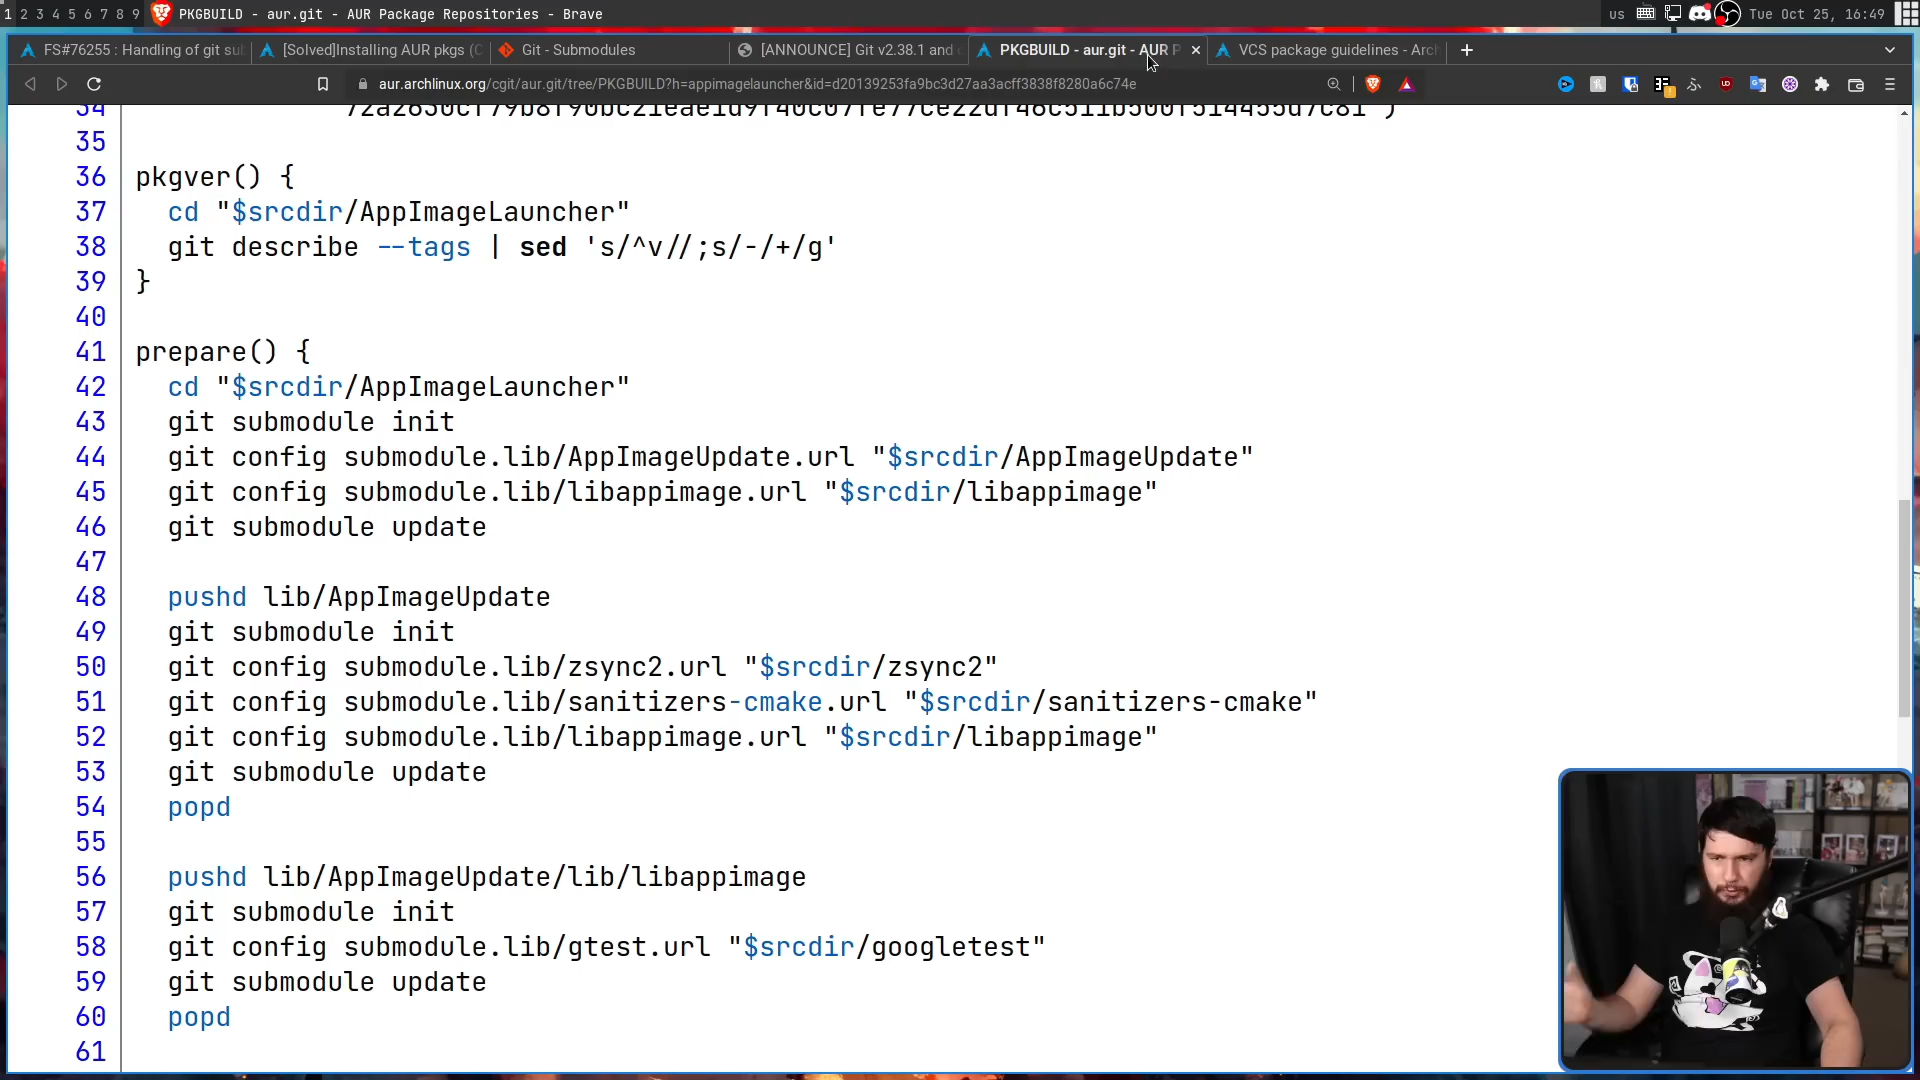 1 2 3 4 5 6 7 8 9 PKGBUILD - aur.git - AUR Package Repositories - Brave us Tue Oct 25, 16:49
FS#76255 : Handling of git sub [Solved]Installing AUR pkgs (C Git - Submodules [ANNOUNCE] Git v2.38.1 and PKGBUILD - aur.git - AUR P VCS package guidelines - Arch
aur.archlinux.org/cgit/aur.git/tree/PKGBUILD?h=appimagelauncher&id=d20139253fa9bc3d27aa3acff3838f8280a6c74e
34
35
36 pkgver() {
37 cd "$srcdir/AppImageLauncher"
38 git describe --tags | sed 's/^v//;s/-/+/g'
39 }
40
41 prepare() {
42 cd "$srcdir/AppImageLauncher"
43 git submodule init
44 git config submodule.lib/AppImageUpdate.url "$srcdir/AppImageUpdate"
45 git config submodule.lib/libappimage.url "$srcdir/libappimage"
46 git submodule update
47
48 pushd lib/AppImageUpdate
49 git submodule init
50 git config submodule.lib/zsync2.url "$srcdir/zsync2"
51 git config submodule.lib/sanitizers-cmake.url "$srcdir/sanitizers-cmake"
52 git config submodule.lib/libappimage.url "$srcdir/libappimage"
53 git submodule update
54 popd
55
56 pushd lib/AppImageUpdate/lib/libappimage
57 git submodule init
58 git config submodule.lib/gtest.url "$srcdir/googletest"
59 git submodule update
60 popd
61